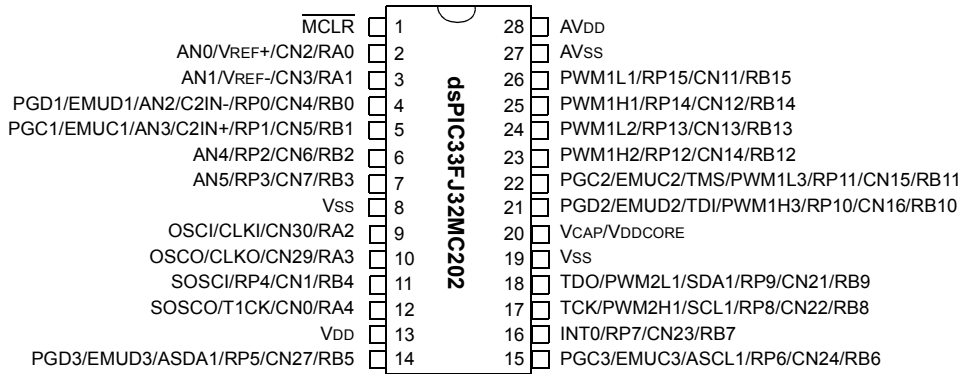 MCLR 1 28 AVDD
AN0/VREF+/CN2/RA0 2 27 AVSS
AN1/VREF-/CN3/RA1 3 26 PWM1L1/RP15/CN11/RB15
PGD1/EMUD1/AN2/C2IN-/RP0/CN4/RB0 4 25 PWM1H1/RP14/CN12/RB14
PGC1/EMUC1/AN3/C2IN+/RP1/CN5/RB1 5 24 PWM1L2/RP13/CN13/RB13
AN4/RP2/CN6/RB2 6 23 PWM1H2/RP12/CN14/RB12
AN5/RP3/CN7/RB3 7 22 PGC2/EMUC2/TMS/PWM1L3/RP11/CN15/RB11
VSS 8 21 PGD2/EMUD2/TDI/PWM1H3/RP10/CN16/RB10
OSCI/CLKI/CN30/RA2 9 20 VCAP/VDDCORE
OSCO/CLKO/CN29/RA3 10 19 VSS
SOSCI/RP4/CN1/RB4 11 18 TDO/PWM2L1/SDA1/RP9/CN21/RB9
SOSCO/T1CK/CN0/RA4 12 17 TCK/PWM2H1/SCL1/RP8/CN22/RB8
VDD 13 16 INT0/RP7/CN23/RB7
PGD3/EMUD3/ASDA1/RP5/CN27/RB5 14 15 PGC3/EMUC3/ASCL1/RP6/CN24/RB6
dsPIC33FJ32MC202